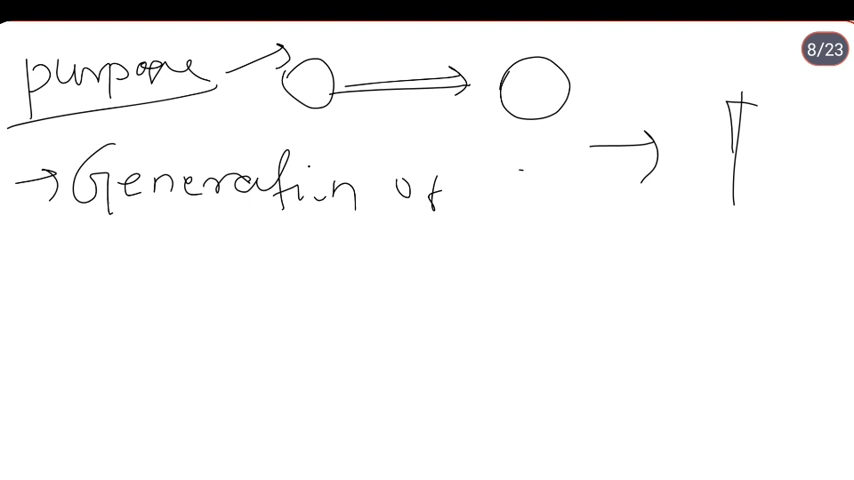 8/23
purpose →
→ Generation of →